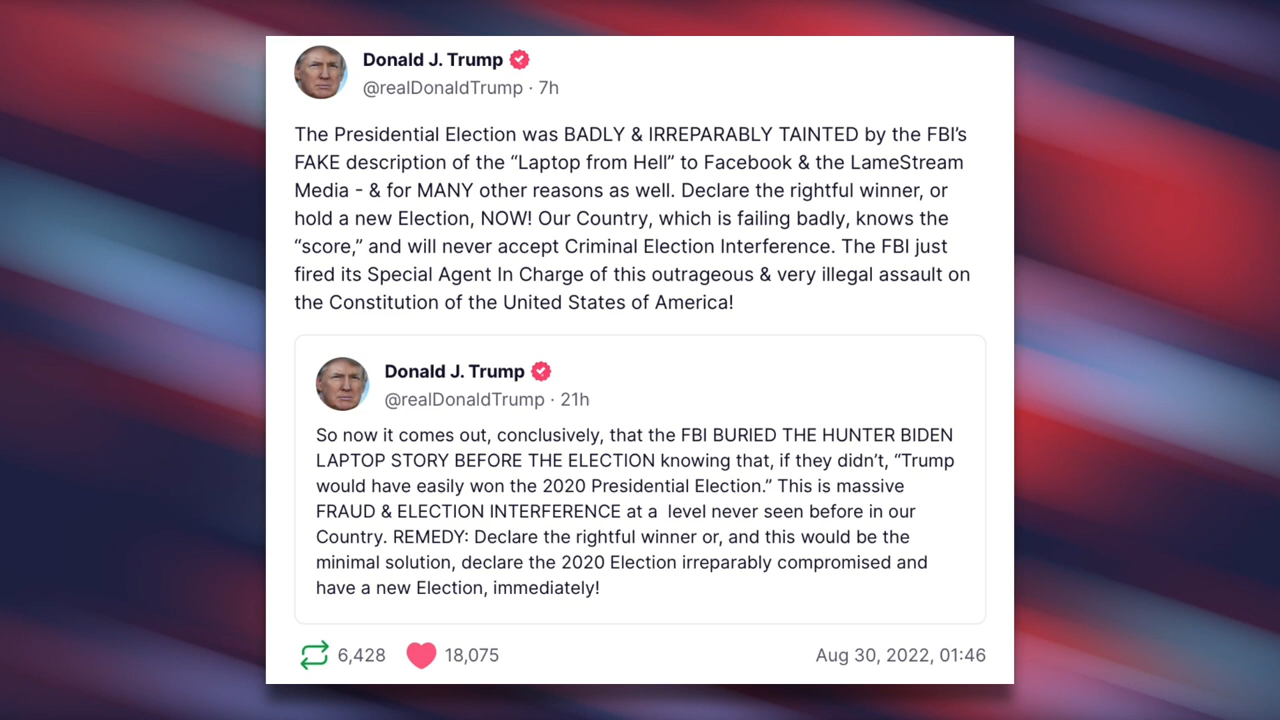 Donald J. Trump
@realDonaldTrump · 7h
The Presidential Election was BADLY & IRREPARABLY TAINTED by the FBI’s
FAKE description of the “Laptop from Hell” to Facebook & the LameStream
Media - & for MANY other reasons as well. Declare the rightful winner, or
hold a new Election, NOW! Our Country, which is failing badly, knows the
“score,” and will never accept Criminal Election Interference. The FBI just
fired its Special Agent In Charge of this outrageous & very illegal assault on
the Constitution of the United States of America!
Donald J. Trump
@realDonaldTrump · 21h
So now it comes out, conclusively, that the FBI BURIED THE HUNTER BIDEN
LAPTOP STORY BEFORE THE ELECTION knowing that, if they didn’t, “Trump
would have easily won the 2020 Presidential Election.” This is massive
FRAUD & ELECTION INTERFERENCE at a  level never seen before in our
Country. REMEDY: Declare the rightful winner or, and this would be the
minimal solution, declare the 2020 Election irreparably compromised and
have a new Election, immediately!
6,428 18,075 Aug 30, 2022, 01:46